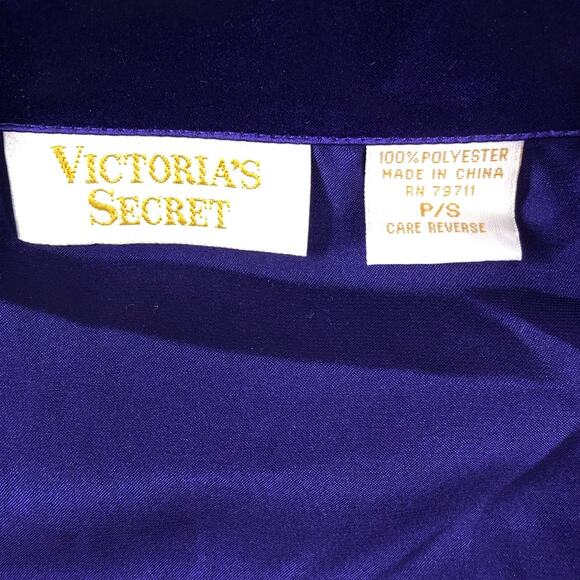 VICTORIA'S
SECRET
100% POLYESTER
MADE IN CHINA
RN 79711
P/S
CARE REVERSE